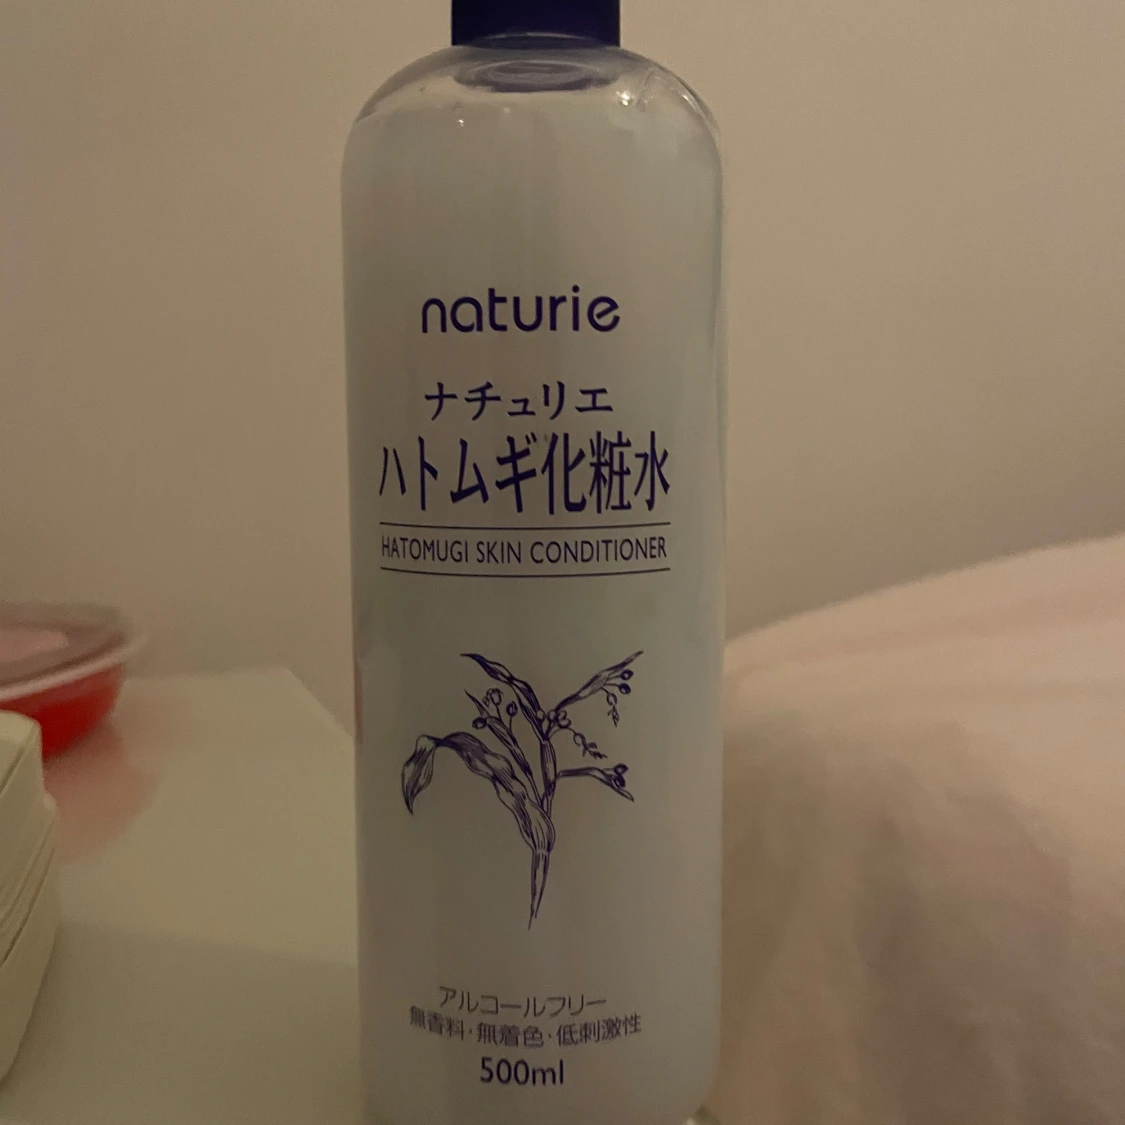 naturie
ナチュリエ
ハトムギ化粧水
HATOMUGI SKIN CONDITIONER
アルコールフリー
無香料・無着色・低刺激性
500ml